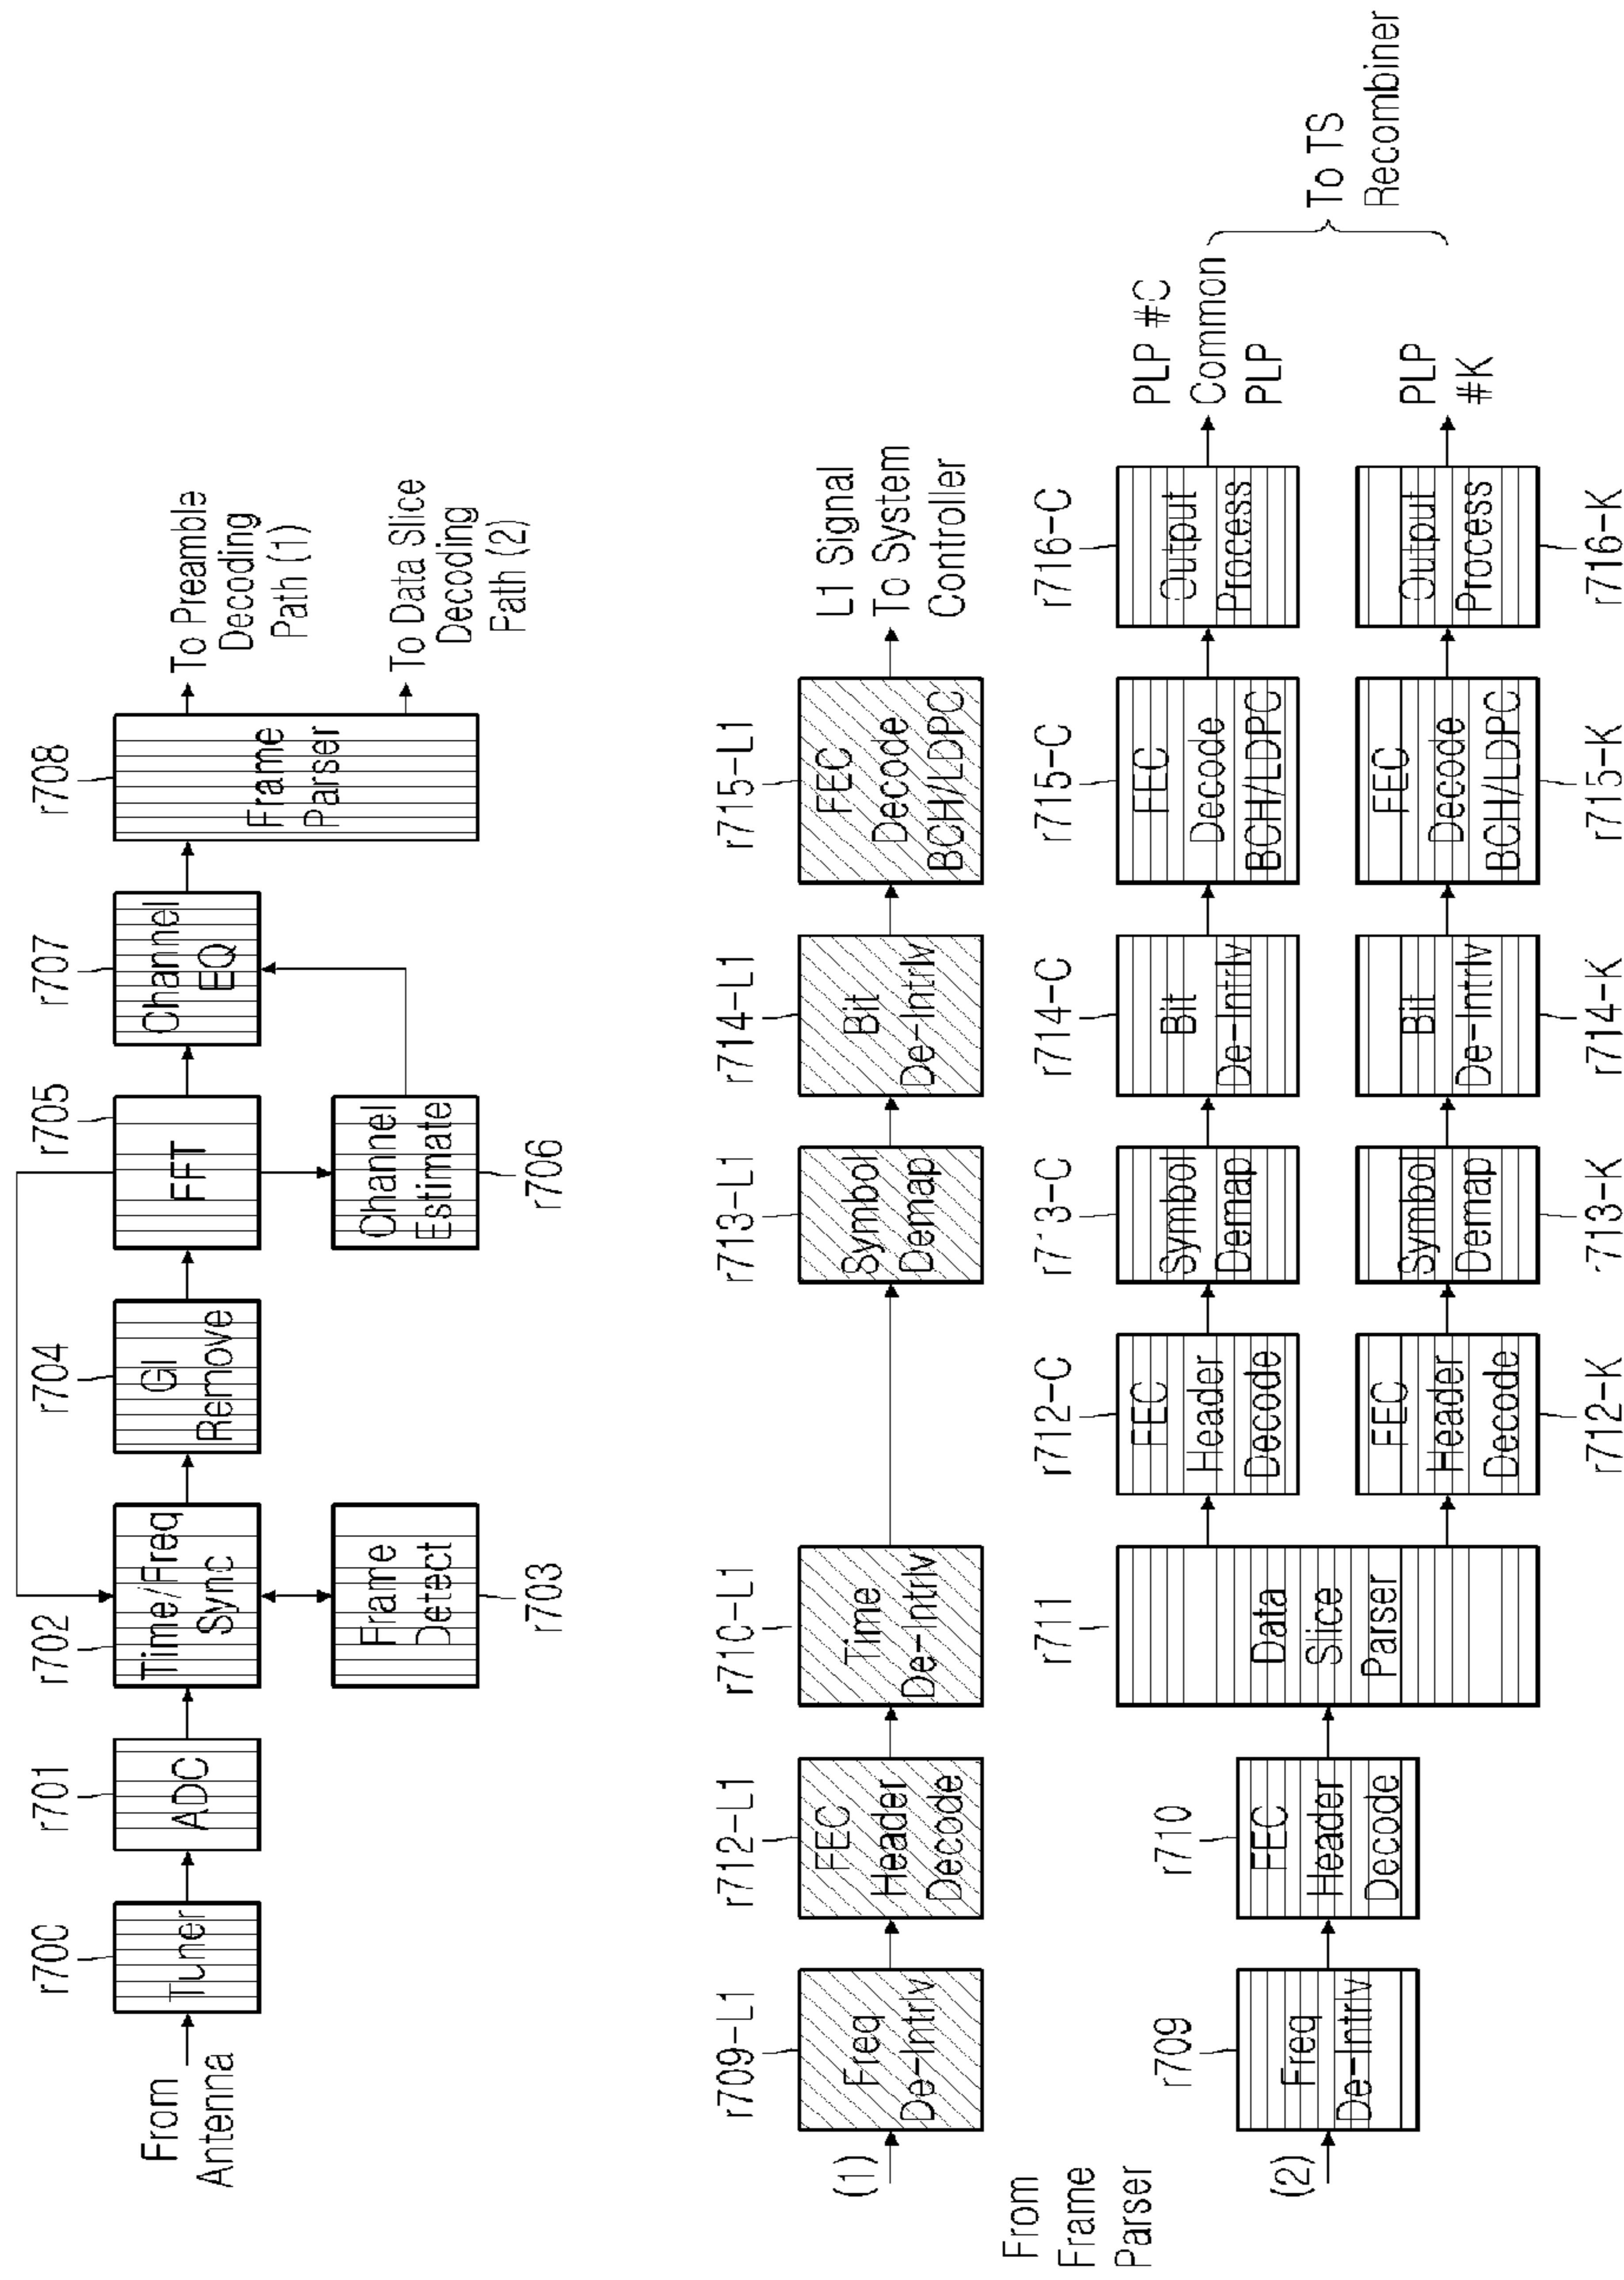 r700
r701
r702
r704
r705
r707
r708
From
Antenna
Tuner
ADC
Time/Freq
Sync
GI
Remove
FFT
Channel
EQ
Frame
Parser
To Preamble
Decoding
Path (1)
To Data Slice
Decoding
Path (2)
Frame
Detect
r703
Channel
Estimate
r706
r709-L1
r712-L1
r710-L1
r713-L1
r714-L1
r715-L1
(1)
Freq
De-Intrlv
FEC
Header
Decode
Time
De-Intrlv
Symbol
Demap
Bit
De-Intrlv
FEC
Decode
BCH/LDPC
L1 Signal
To System
Controller
From
Frame
Parser
r709
r710
r711
r712-C
r713-C
r714-C
r715-C
r716-C
(2)
Freq
De-Intrlv
FEC
Header
Decode
Data
Slice
Parser
FEC
Header
Decode
Symbol
Demap
Bit
De-Intrlv
FEC
Decode
BCH/LDPC
Output
Process
PLP #C
Common
PLP
FEC
Header
Decode
Symbol
Demap
Bit
De-Intrlv
FEC
Decode
BCH/LDPC
Output
Process
PLP
#K
To TS
Recombiner
r712-K
r713-K
r714-K
r715-K
r716-K